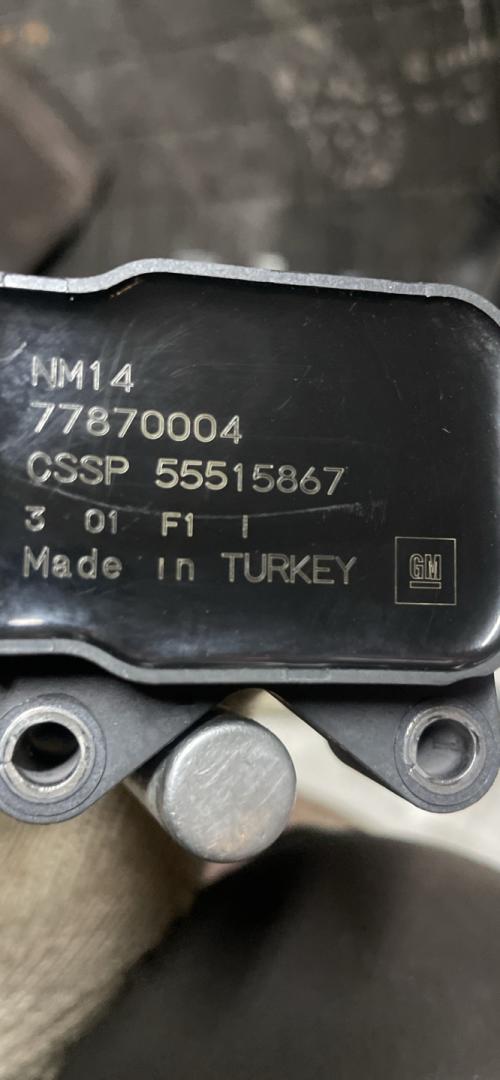 NM14
77870004
CSSP 55515867
3 01 F1 I
Made in TURKEY
GM